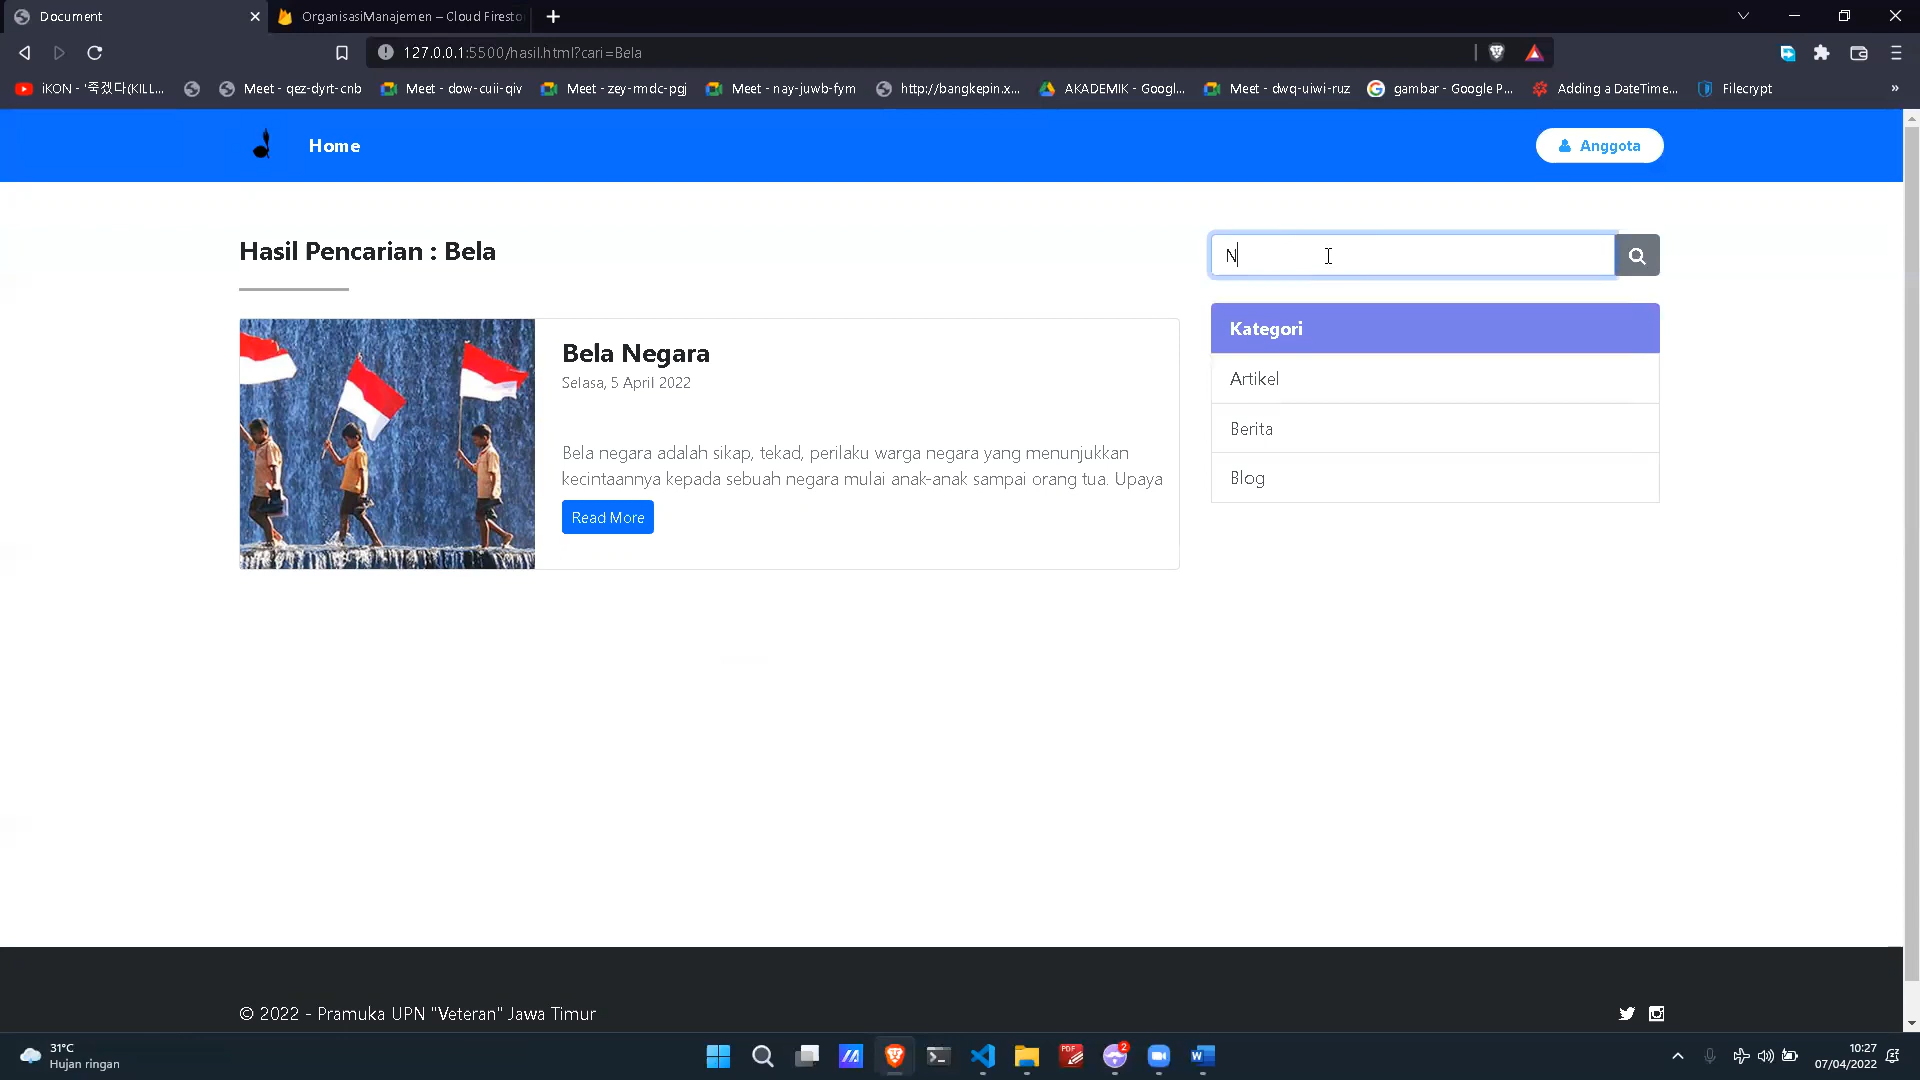 Document
OrganisasiManajemen – Cloud Firesto
127.0.0.1:5500/hasil.html?cari=Bela
iKON - '죽겠다(KILL...
Meet - qez-dyrt-cnb
Meet - dow-cuii-qiv
Meet - zey-rmdc-pgj
Meet - nay-juwb-fym
http://bangkepin.x...
AKADEMIK - Googl...
Meet - dwq-uiwi-ruz
gambar - Google P...
Adding a DateTime...
Filecrypt
»
Home
Anggota
Hasil Pencarian : Bela
N
Kategori
Artikel
Berita
Blog
Bela Negara
Selasa, 5 April 2022
Bela negara adalah sikap, tekad, perilaku warga negara yang menunjukkan
kecintaannya kepada sebuah negara mulai anak-anak sampai orang tua. Upaya
Read More
© 2022 - Pramuka UPN "Veteran" Jawa Timur
31°C
Hujan ringan
PDF
2
W
10:27
07/04/2022